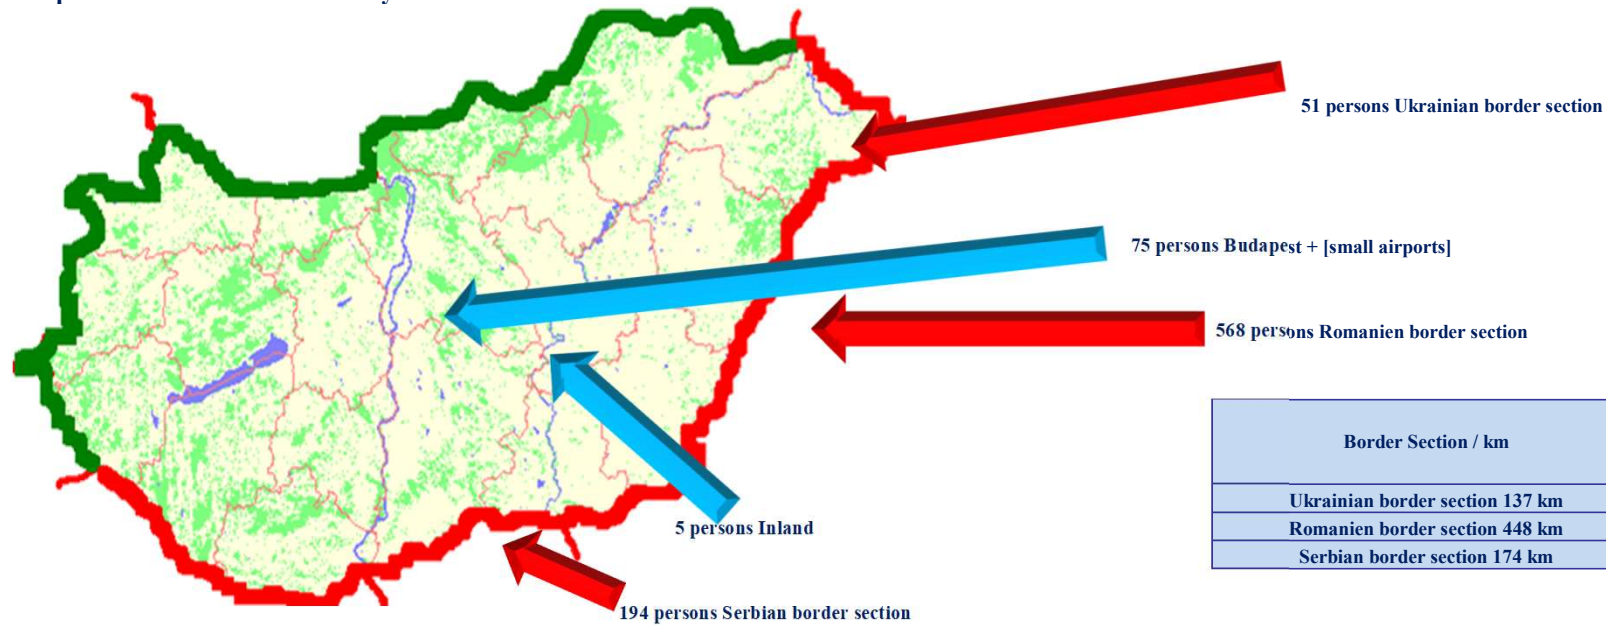 51 persons Ukrainian border section
75 persons Budapest + [small airports]
568 persons Romanien border section
Border Section / km
Ukrainian border section 137 km
Romanien border section 448 km
Serbian border section 174 km
5 persons Inland
194 persons Serbian border section